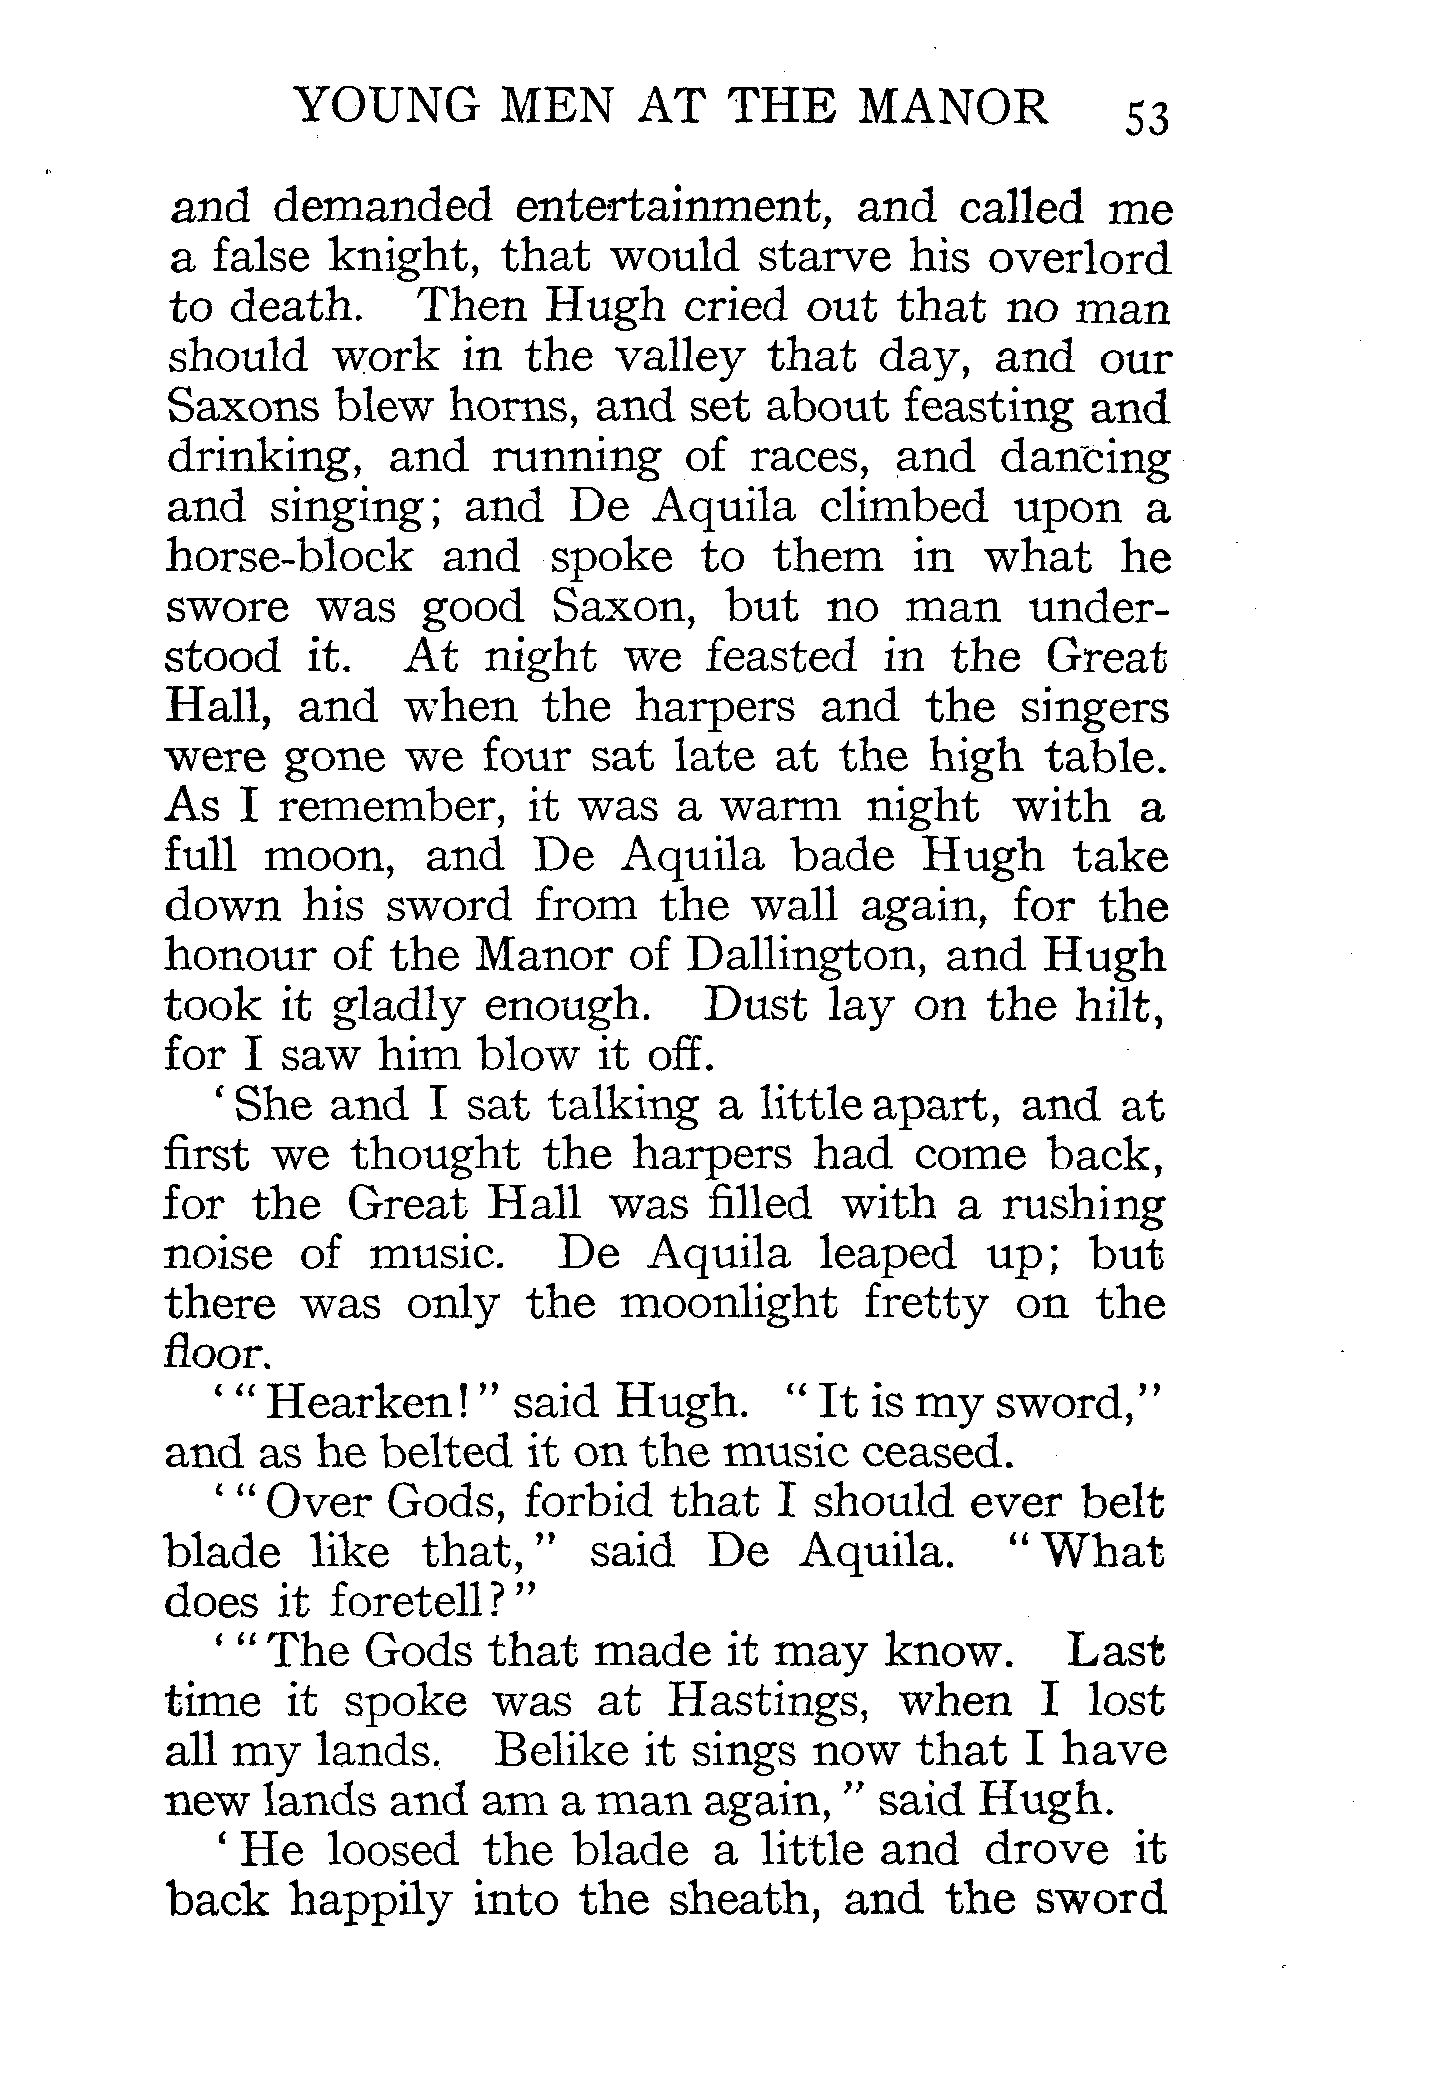 YOUNG MEN AT THE MANOR 53
and demanded entertainment, and called me
a false knight, that would starve his overlord
to death. Then Hugh cried out that no man
should work in the valley that day, and our
Saxons blew horns, and set about feasting and
drinking, and running of races, and dancing
and singing; and De Aquila climbed upon a
horse-block and spoke to them in what he
swore was good Saxon, but no man under-
stood it. At night we feasted in the Great
Hall, and when the harpers and the singers
were gone we four sat late at the high table.
As I remember, it was a warm night with a
full moon, and De Aquila bade Hugh take
down his sword from the wall again, for the
honour of the Manor of Dallington, and Hugh
took it gladly enough. Dust lay on the hilt,
for I saw him blow it off.
‘She and I sat talking a little apart, and at
first we thought the harpers had come back,
for the Great Hall was filled with a rushing
noise of music. De Aquila leaped up; but
there was only the moonlight fretty on the
floor.
‘“Hearken!” said Hugh. “It is my sword,”
and as he belted it on the music ceased.
‘“Over Gods, forbid that I should ever belt
blade like that,” said De Aquila. “What
does it foretell?”
‘“The Gods that made it may know. Last
time it spoke was at Hastings, when I lost
all my lands. Belike it sings now that I have
new lands and am a man again,” said Hugh.
‘He loosed the blade a little and drove it
back happily into the sheath, and the sword